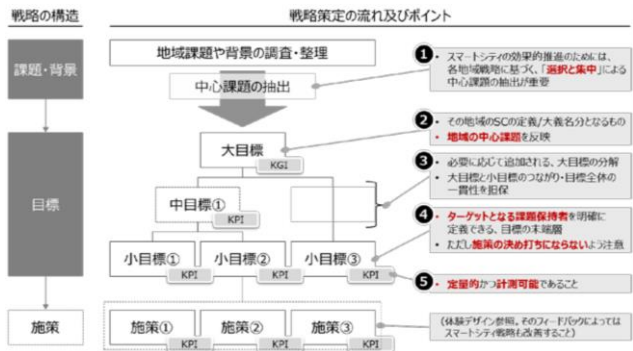 戦略の構造
戦略策定の流れ及びポイント
課題・背景
地域課題や背景の調査・整理
中心課題の抽出
1
・ スマートシティの効果的推進のためには、
各地域戦略に基づく、「選択と集中」による
中心課題の抽出が重要
目標
大目標
KGI
2
・ その地域のSCの定義/大義名分となるもの
・ 地域の中心課題を反映
3
・ 必要に応じて追加される、大目標の分解
・ 大目標と小目標のつながり・目標全体の
一貫性を担保
中目標①
KPI
4
・ ターゲットとなる課題保持者を明確に
定義できる、目標の末端層
・ ただし施策の決め打ちにならないよう注意
小目標①
KPI
小目標②
KPI
小目標③
KPI
5
・ 定量的かつ計測可能であること
施策
施策①
KPI
施策②
KPI
施策③
KPI
(体験デザイン参照。そのフィードバックによっては
スマートシティ戦略も改善すること)